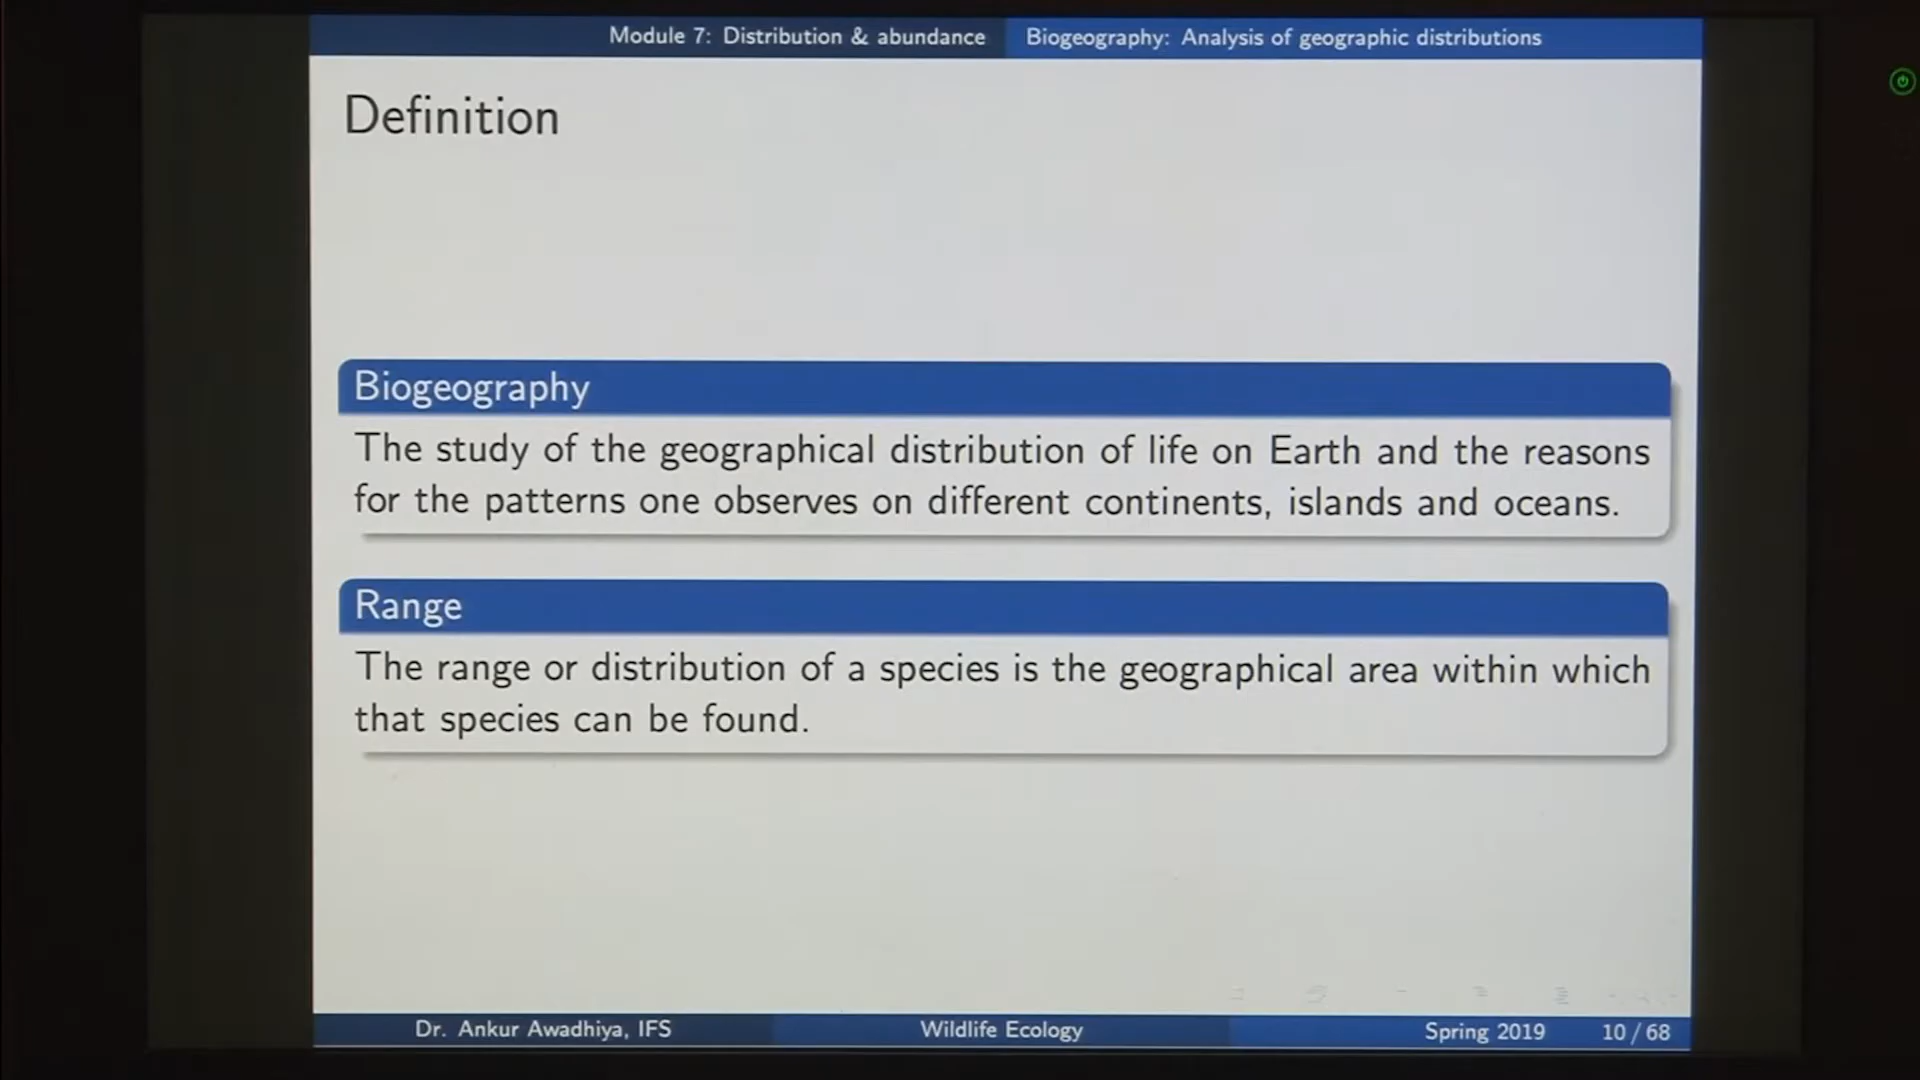 Module 7: Distribution & abundance Biogeography: Analysis of geographic distributions
Definition
Biogeography
The study of the geographical distribution of life on Earth and the reasons
for the patterns one observes on different continents, islands and oceans.
Range
The range or distribution of a species is the geographical area within which
that species can be found.
Dr. Ankur Awadhiya, IFS Wildlife Ecology Spring 2019 10 / 68